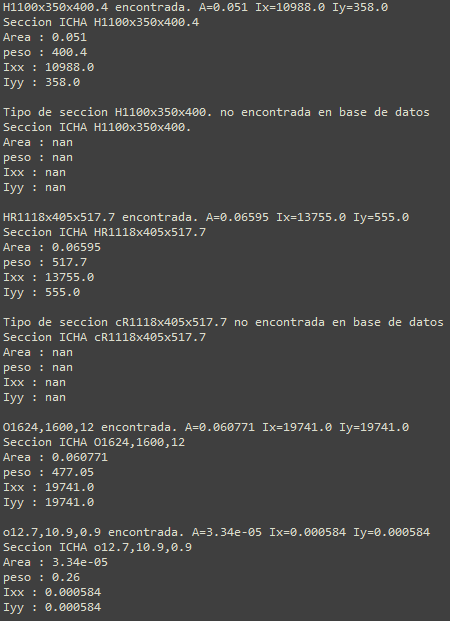 H1100x350x400.4 encontrada. A=0.051 Ix=10988.0 Iy=358.0
Seccion ICHA H1100x350x400.4
Area : 0.051
peso : 400.4
Ixx : 10988.0
Iyy : 358.0
Tipo de seccion H1100x350x400. no encontrada en base de datos
Seccion ICHA H1100x350x400.
Area : nan
peso : nan
Ixx : nan
Iyy : nan
HR1118x405x517.7 encontrada. A=0.06595 Ix=13755.0 Iy=555.0
Seccion ICHA HR1118x405x517.7
Area : 0.06595
peso : 517.7
Ixx : 13755.0
Iyy : 555.0
Tipo de seccion cR1118x405x517.7 no encontrada en base de datos
Seccion ICHA cR1118x405x517.7
Area : nan
peso : nan
Ixx : nan
Iyy : nan
O1624,1600,12 encontrada. A=0.060771 Ix=19741.0 Iy=19741.0
Seccion ICHA O1624,1600,12
Area : 0.060771
peso : 477.05
Ixx : 19741.0
Iyy : 19741.0
o12.7,10.9,0.9 encontrada. A=3.34e-05 Ix=0.000584 Iy=0.000584
Seccion ICHA o12.7,10.9,0.9
Area : 3.34e-05
peso : 0.26
Ixx : 0.000584
Iyy : 0.000584